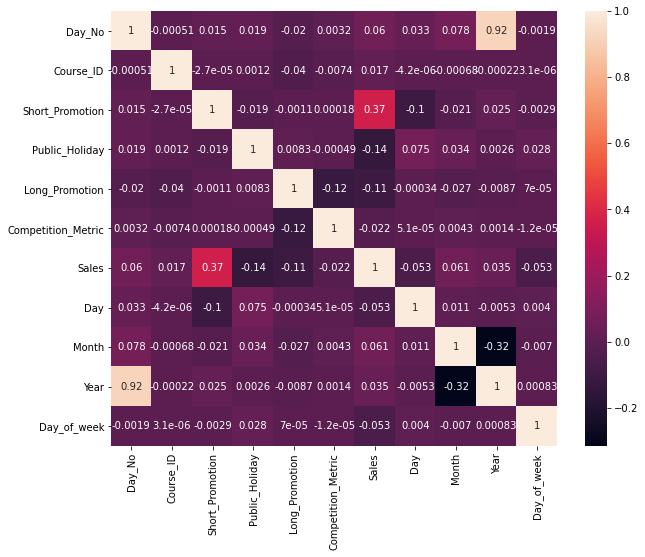 Day_No 1 -0.00051 0.015 0.019 -0.02 0.0032 0.06 0.033 0.078 0.92 -0.0019
Course_ID -0.00051 1 -2.7e-05 0.0012 -0.04 -0.0074 0.017 -4.2e-06 -0.00068 -0.00022 3.1e-06
Short_Promotion 0.015 -2.7e-05 1 -0.019 -0.0011 0.00018 0.37 -0.1 -0.021 0.025 -0.0029
Public_Holiday 0.019 0.0012 -0.019 1 0.0083 -0.00049 -0.14 0.075 0.034 0.0026 0.028
Long_Promotion -0.02 -0.04 -0.0011 0.0083 1 -0.12 -0.11 -0.00034 -0.027 -0.0087 7e-05
Competition_Metric 0.0032 -0.0074 0.00018 -0.00049 -0.12 1 -0.022 5.1e-05 0.0043 0.0014 -1.2e-05
Sales 0.06 0.017 0.37 -0.14 -0.11 -0.022 1 -0.053 0.061 0.035 -0.053
Day 0.033 -4.2e-06 -0.1 0.075 -0.00034 5.1e-05 -0.053 1 0.011 -0.0053 0.004
Month 0.078 -0.00068 -0.021 0.034 -0.027 0.0043 0.061 0.011 1 -0.32 -0.007
Year 0.92 -0.00022 0.025 0.0026 -0.0087 0.0014 0.035 -0.0053 -0.32 1 0.00083
Day_of_week -0.0019 3.1e-06 -0.0029 0.028 7e-05 -1.2e-05 -0.053 0.004 -0.007 0.00083 1
Day_No
Course_ID
Short_Promotion
Public_Holiday
Long_Promotion
Competition_Metric
Sales
Day
Month
Year
Day_of_week
1.0
0.8
0.6
0.4
0.2
0.0
−0.2